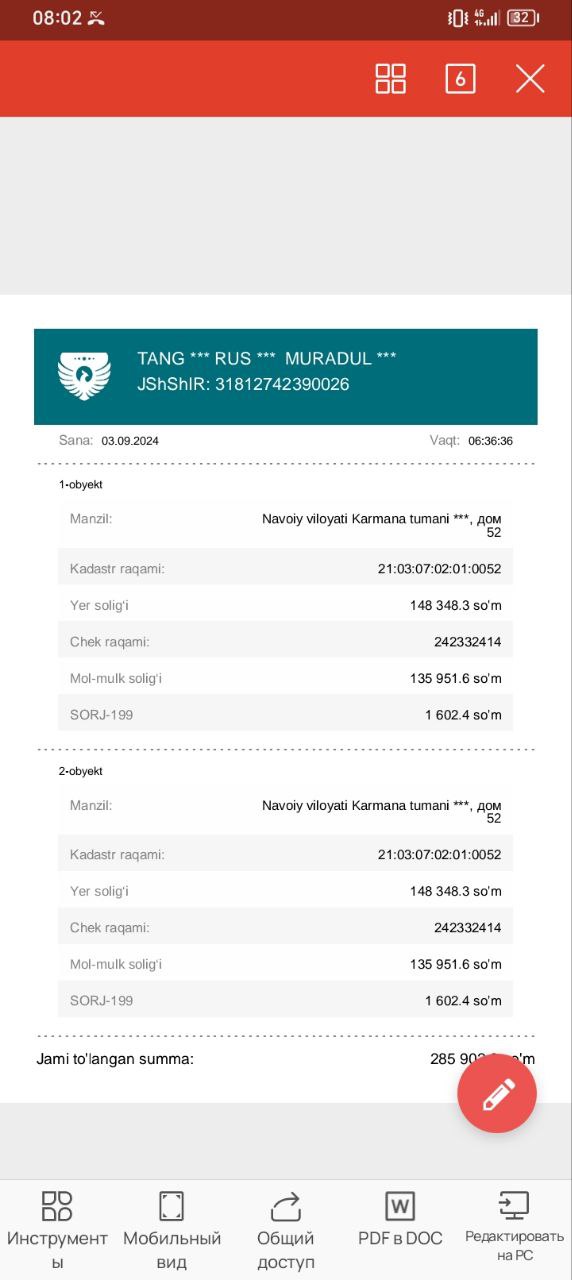 08:02
4G
32
6
TANG *** RUS *** MURADUL ***
JShShIR: 31812742390026
Sana: 03.09.2024 Vaqt: 06:36:36
1-obyekt
Manzil: Navoiy viloyati Karmana tumani ***, дом
52
Kadastr raqami: 21:03:07:02:01:0052
Yer solig'i 148 348.3 so'm
Chek raqami: 242332414
Mol-mulk solig'i 135 951.6 so'm
SORJ-199 1 602.4 so'm
2-obyekt
Manzil: Navoiy viloyati Karmana tumani ***, дом
52
Kadastr raqami: 21:03:07:02:01:0052
Yer solig'i 148 348.3 so'm
Chek raqami: 242332414
Mol-mulk solig'i 135 951.6 so'm
SORJ-199 1 602.4 so'm
Jami to'langan summa: 285
W
Инструмент Мобильный Общий PDF в DOC Редактировать
ы вид доступ на PC